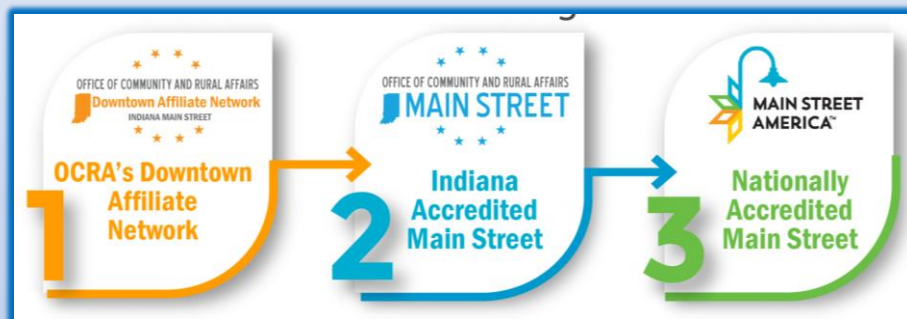 OFFICE OF COMMUNITY AND RURAL AFFAIRS
Downtown Affiliate Network
INDIANA MAIN STREET
OCRA's Downtown
Affiliate
Network
1
OFFICE OF COMMUNITY AND RURAL AFFAIRS
MAIN STREET
Indiana
Accredited
Main Street
2
MAIN STREET
AMERICA™
Nationally
Accredited
Main Street
3